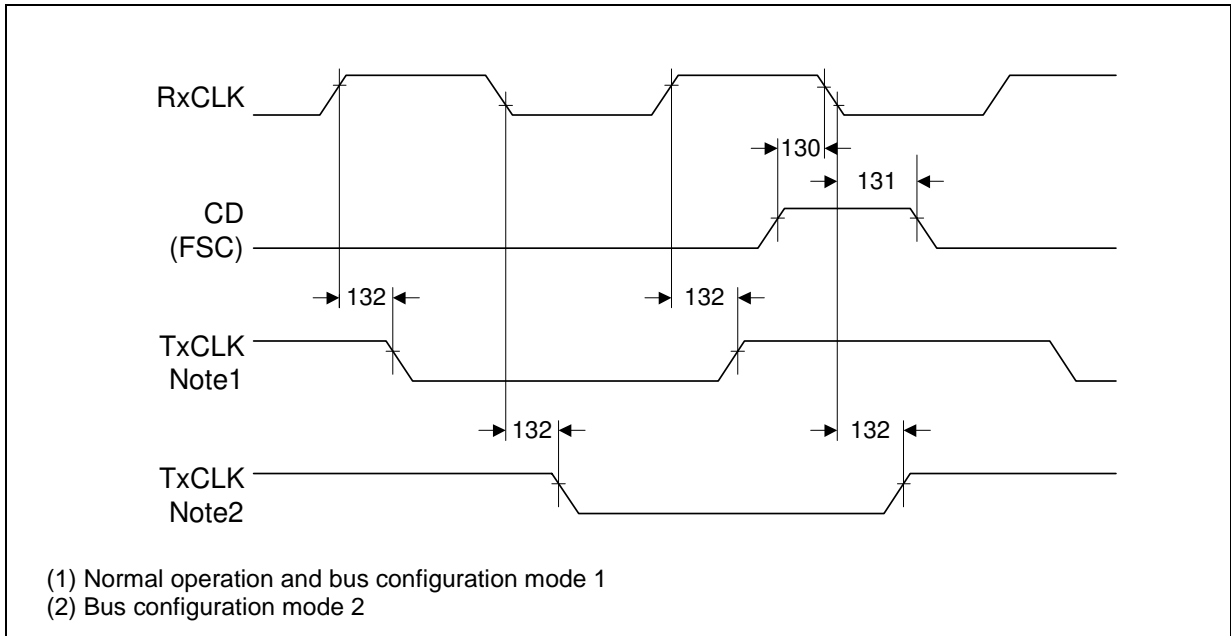 RxCLK
130
131
CD
(FSC)
132
132
TxCLK
Note1
132
132
TxCLK
Note2
(1) Normal operation and bus configuration mode 1
(2) Bus configuration mode 2